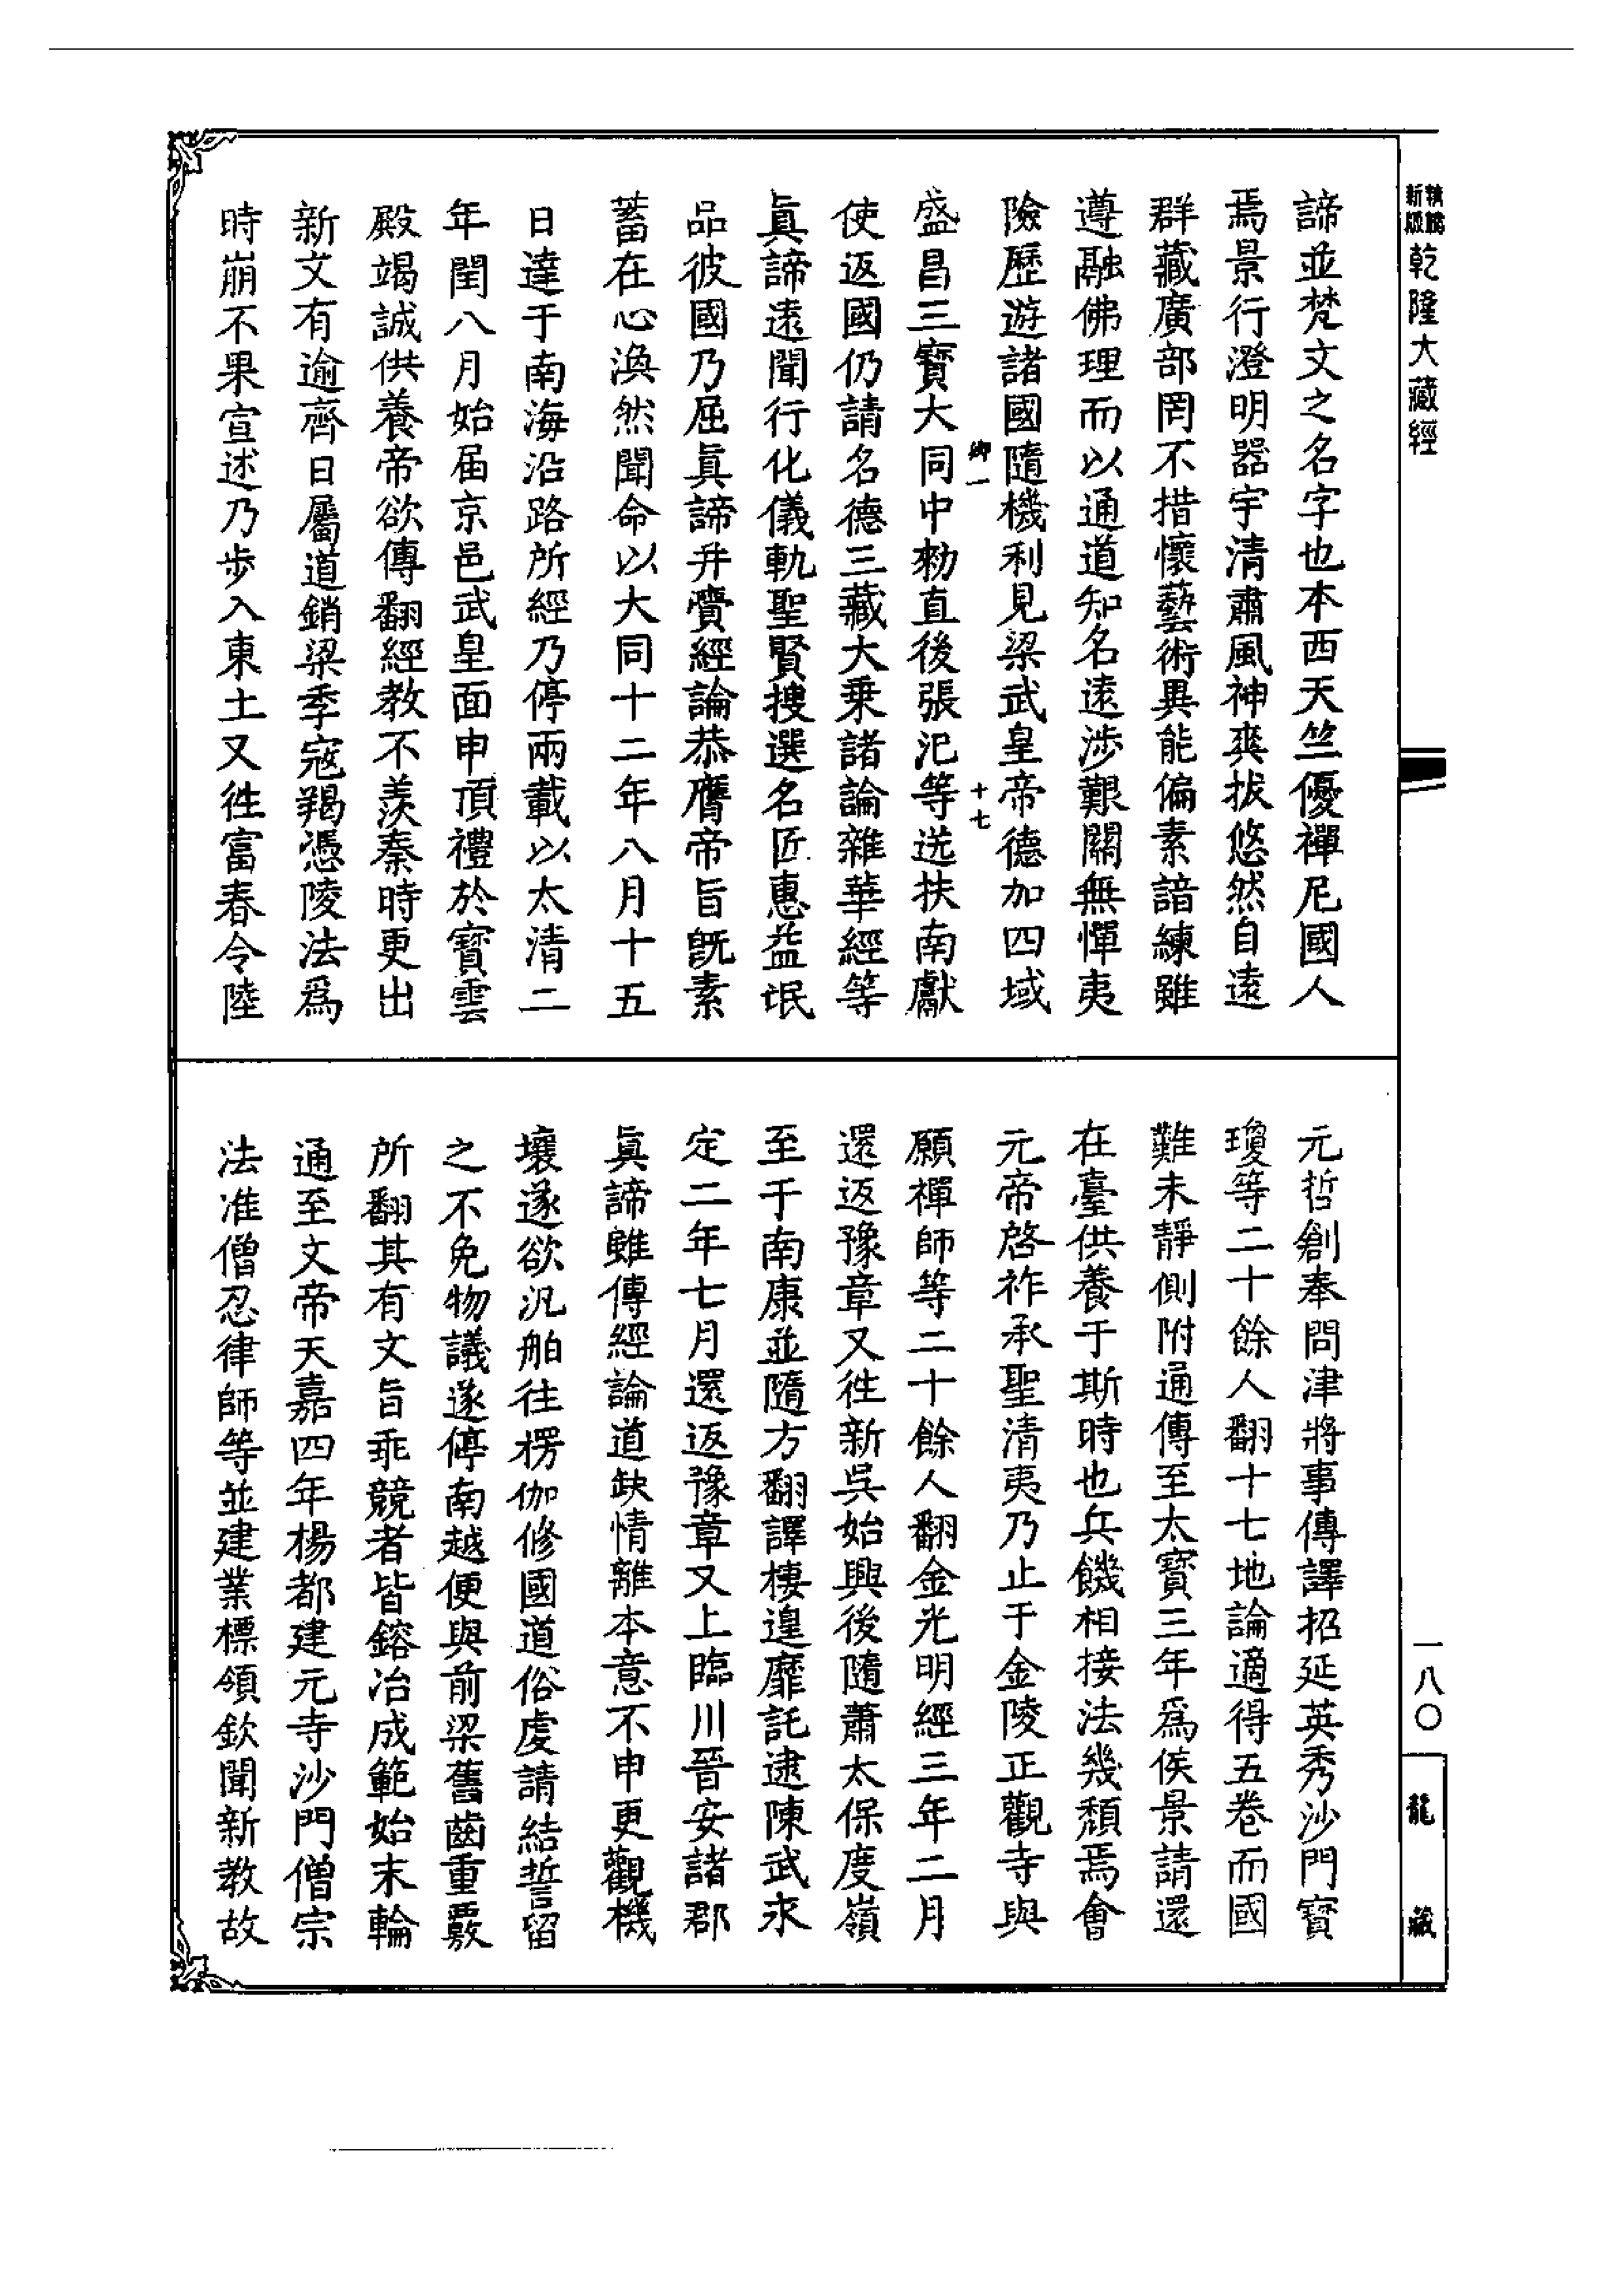 新版
乾隆大藏經
一八〇
龍藏
諦並梵文之名字也本西天竺優禪尼國人
焉景行澄明器宇清肅風神爽拔悠然自遠
群藏廣部罔不措懷藝術異能偏素諳練雖
遵融佛理而以通道知名遠涉艱關無憚夷
險歷遊諸國隨機利見梁武皇帝德加四域
卿一
十七
盛昌三寶大同中勑直後張氾等送扶南獻
使返國仍請名德三藏大乘諸論雜華經等
眞諦遠聞行化儀軌聖賢搜選名匠惠益氓
品彼國乃屈眞諦并賷經論恭膺帝旨旣素
蓄在心渙然聞命以大同十二年八月十五
日達于南海沿路所經乃停兩載以太清二
年閏八月始届京邑武皇面申頂禮於寳雲
殿竭誠供養帝欲傳翻經教不羨秦時更出
新文有逾齊日屬道銷梁季寇羯憑陵法爲
時崩不果宣述乃步入東土又徃富春令陸
元哲創奉問津將事傳譯招延英秀沙門寶
瓊等二十餘人翻十七地論適得五卷而國
難未靜側附通傳至太寳三年爲侯景請還
在臺供養于斯時也兵饑相接法幾頽焉會
元帝啓祚承聖清夷乃止于金陵正觀寺與
願禪師等二十餘人翻金光明經三年二月
還返豫章又徃新吳始興後隨蕭太保度嶺
至于南康並隨方翻譯棲遑靡託逮陳武永
定二年七月還返豫章又上臨川晉安諸郡
眞諦雖傳經論道缺情離本意不申更觀機
壤遂欲汎舶往楞伽修國道俗虔請結誓留
之不免物議遂停南越便與前梁舊齒重覈
所翻其有文旨乖競者皆鎔冶成範始末輪
通至文帝天嘉四年楊都建元寺沙門僧宗
法准僧忍律師等並建業標領欽聞新教故